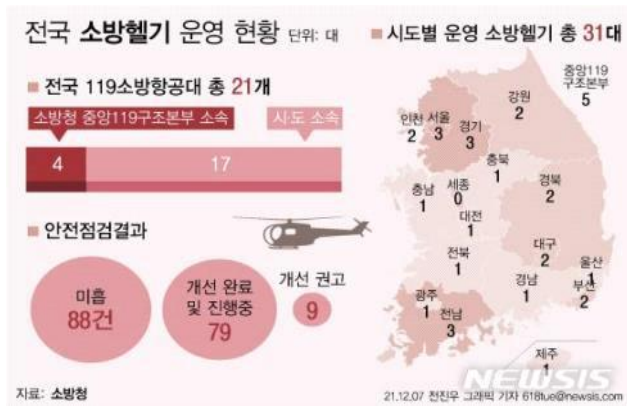 전국 소방헬기 운영 현황 단위: 대
전국 119소방항공대 총 21개
소방청 중앙119구조본부 소속
시·도 소속
4
17
안전점검결과
미흡
88건
개선 완료
및 진행중
79
개선 권고
9
시도별 운영 소방헬기 총 31대
중앙119
구조본부
5
강원
2
인천
2
서울
3
경기
3
충북
1
충남
1
세종
0
대전
1
경북
2
전북
1
대구
2
울산
1
경남
1
부산
2
광주
1
전남
3
제주
1
NEWSIS
자료: 소방청
21.12.07 전진우 그래픽 기자 618tue@newsis.com